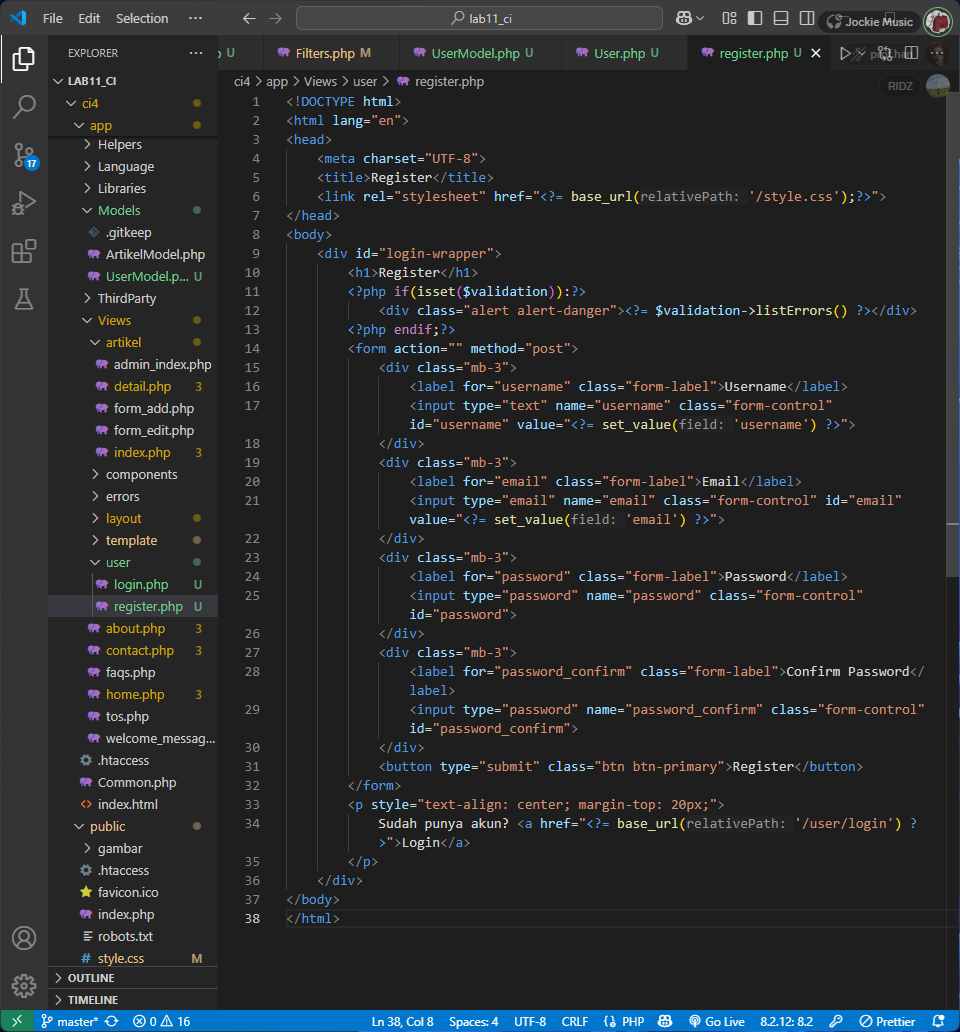 File Edit Selection ··· lab11_ci Jockie Music
EXPLORER ···
U Filters.php M UserModel.php U User.php U register.php U
ci4 > app > Views > user > register.php
RIDZ
LAB11_CI
ci4
app
Helpers
Language
Libraries
Models
.gitkeep
ArtikelModel.php
UserModel.p... U
ThirdParty
Views
artikel
admin_index.php
detail.php 3
form_add.php
form_edit.php
index.php 3
components
errors
layout
template
user
login.php U
register.php U
about.php 3
contact.php 3
faqs.php
home.php 3
tos.php
welcome_messag...
.htaccess
Common.php
index.html
public
gambar
.htaccess
favicon.ico
index.php
robots.txt
style.css M
OUTLINE
TIMELINE
17
1 <!DOCTYPE html>
2 <html lang="en">
3 <head>
4 <meta charset="UTF-8">
5 <title>Register</title>
6 <link rel="stylesheet" href="<?= base_url(relativePath: '/style.css');?>">
7 </head>
8 <body>
9 <div id="login-wrapper">
10 <h1>Register</h1>
11 <?php if(isset($validation)):?>
12 <div class="alert alert-danger"><?= $validation->listErrors() ?></div>
13 <?php endif;?>
14 <form action="" method="post">
15 <div class="mb-3">
16 <label for="username" class="form-label">Username</label>
17 <input type="text" name="username" class="form-control"
id="username" value="<?= set_value(field: 'username') ?>">
18 </div>
19 <div class="mb-3">
20 <label for="email" class="form-label">Email</label>
21 <input type="email" name="email" class="form-control" id="email"
value="<?= set_value(field: 'email') ?>">
22 </div>
23 <div class="mb-3">
24 <label for="password" class="form-label">Password</label>
25 <input type="password" name="password" class="form-control"
id="password">
26 </div>
27 <div class="mb-3">
28 <label for="password_confirm" class="form-label">Confirm Password</
label>
29 <input type="password" name="password_confirm" class="form-control"
id="password_confirm">
30 </div>
31 <button type="submit" class="btn btn-primary">Register</button>
32 </form>
33 <p style="text-align: center; margin-top: 20px;">
34 Sudah punya akun? <a href="<?= base_url(relativePath: '/user/login') ?
>">Login</a>
35 </p>
36 </div>
37 </body>
38 </html>
master* 0 16 Ln 38, Col 8 Spaces: 4 UTF-8 CRLF {} PHP Go Live 8.2.12: 8.2 Prettier